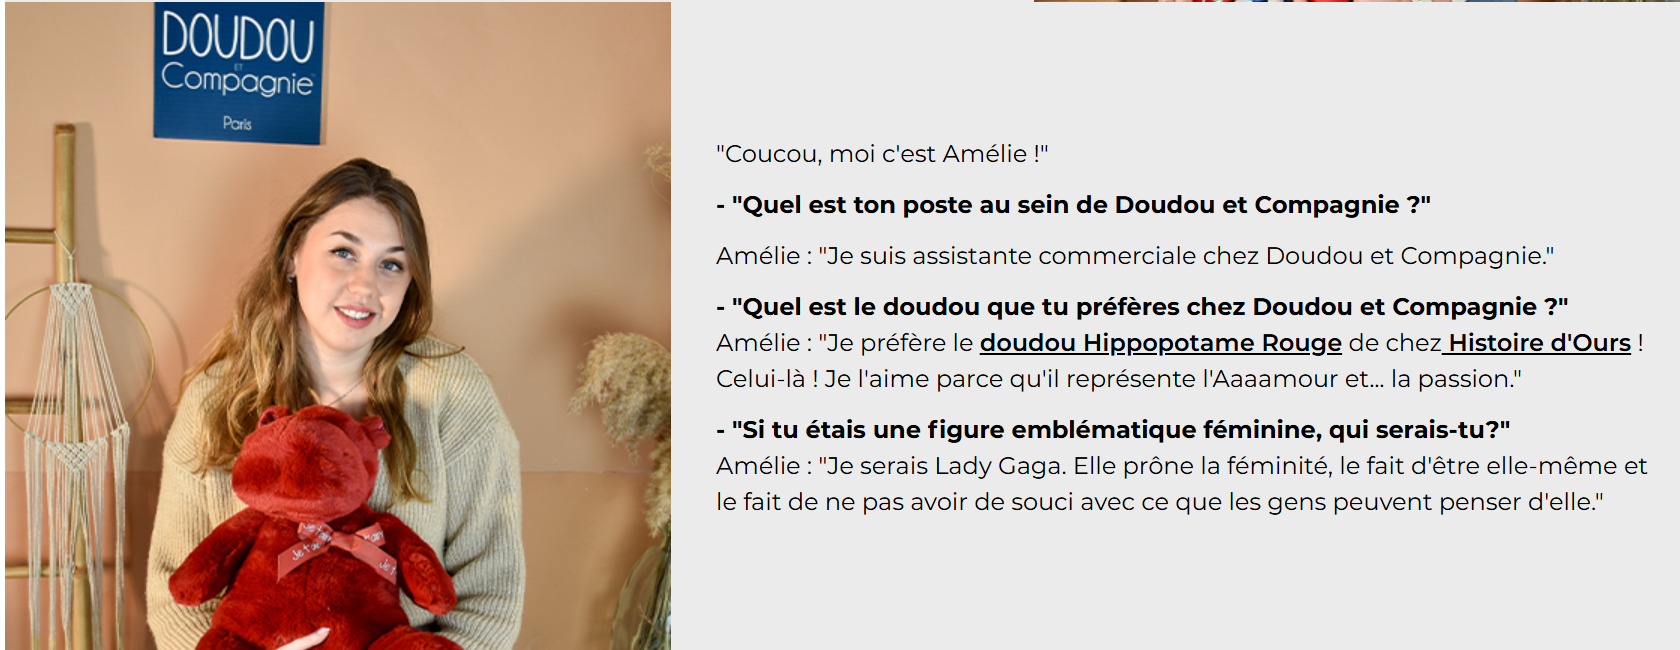 DOUDOU
ET
Compagnie
Paris
"Coucou, moi c'est Amélie !"
- "Quel est ton poste au sein de Doudou et Compagnie ?"
Amélie : "Je suis assistante commerciale chez Doudou et Compagnie."
- "Quel est le doudou que tu préfères chez Doudou et Compagnie ?"
Amélie : "Je préfère le doudou Hippopotame Rouge de chez Histoire d'Ours !
Celui-là ! Je l'aime parce qu'il représente l'Aaaamour et... la passion."
- "Si tu étais une figure emblématique féminine, qui serais-tu?"
Amélie : "Je serais Lady Gaga. Elle prône la féminité, le fait d'être elle-même et
le fait de ne pas avoir de souci avec ce que les gens peuvent penser d'elle."